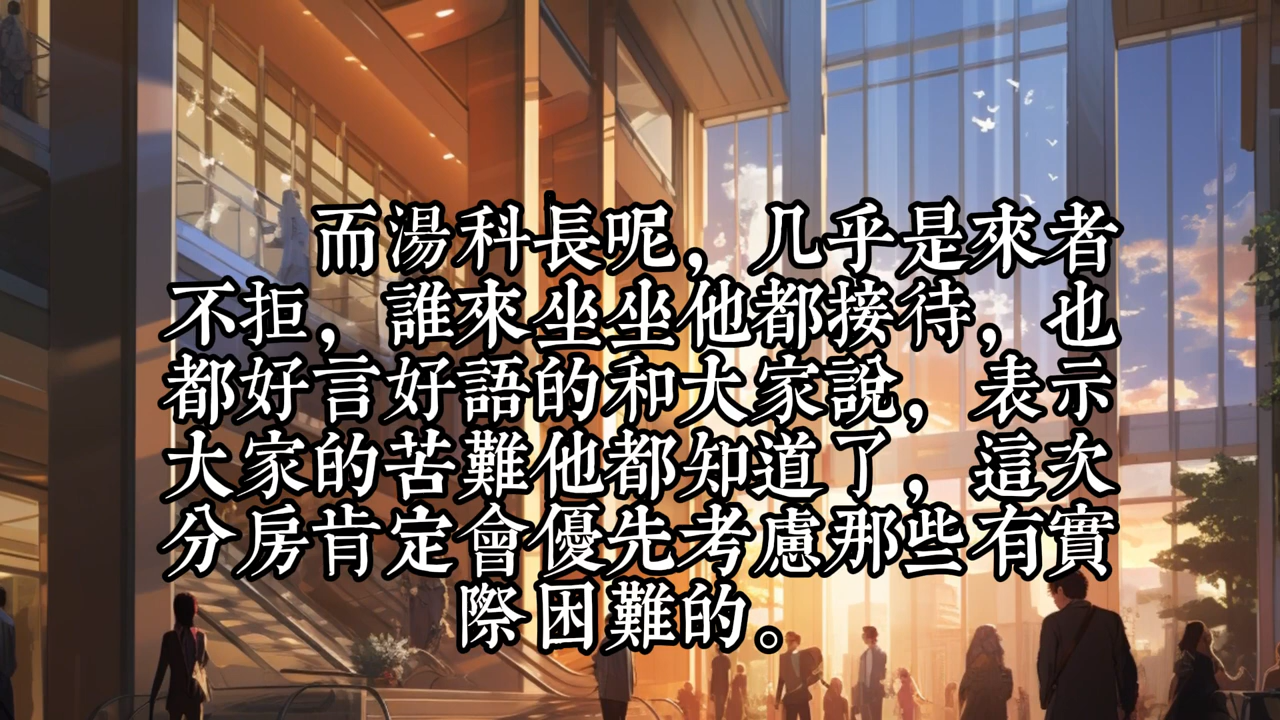 而湯科長呢，几乎是來者
不拒，誰來坐坐他都接待，也
都好言好語的和大家說，表示
大家的苦難他都知道了，這次
分房肯定會優先考慮那些有實
際困難的。